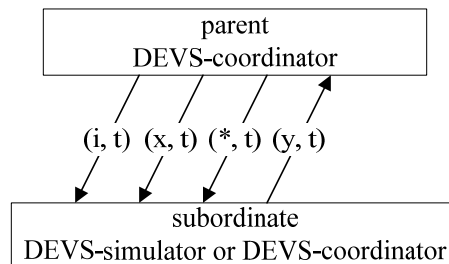 parent
DEVS-coordinator
(i, t) (x, t) (*, t) (y, t)
subordinate
DEVS-simulator or DEVS-coordinator